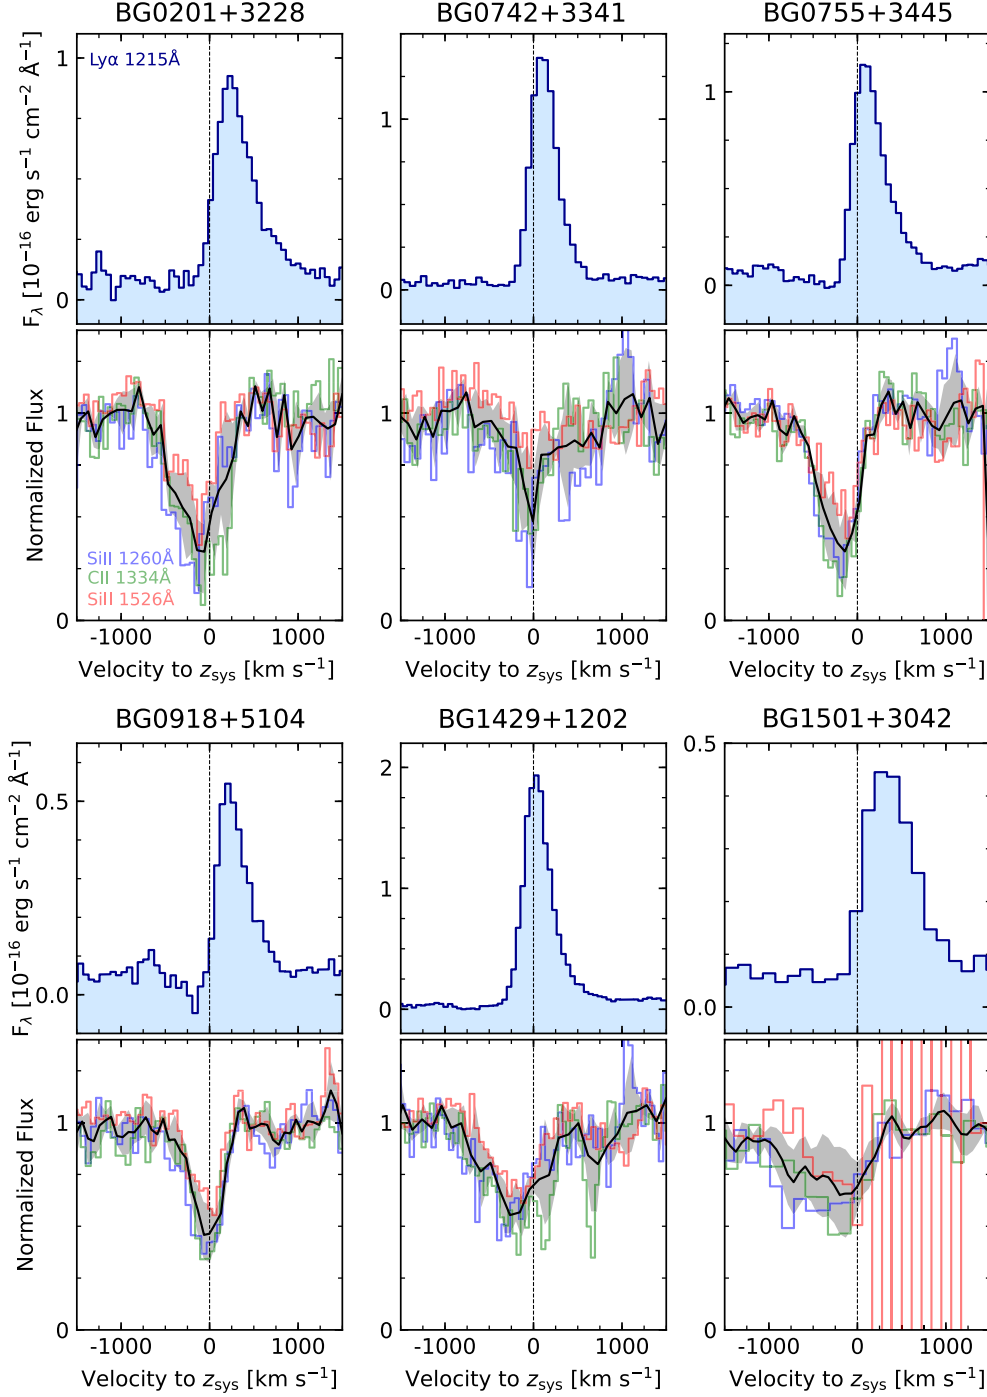 BG0201+3228 BG0742+3341 BG0755+3445
Lyα 1215Å
F_λ [10⁻¹⁶ erg s⁻¹ cm⁻² Å⁻¹]
1
0
1
0
1
0
Normalized Flux
SiII 1260Å
CII 1334Å
SiII 1526Å
1
0
1
0
1
0
-1000 0 1000 -1000 0 1000 -1000 0 1000
Velocity to z_sys [km s⁻¹] Velocity to z_sys [km s⁻¹] Velocity to z_sys [km s⁻¹]
BG0918+5104 BG1429+1202 BG1501+3042
F_λ [10⁻¹⁶ erg s⁻¹ cm⁻² Å⁻¹]
0.5
0.0
2
1
0
0.5
0.0
Normalized Flux
1
0
1
0
1
0
-1000 0 1000 -1000 0 1000 -1000 0 1000
Velocity to z_sys [km s⁻¹] Velocity to z_sys [km s⁻¹] Velocity to z_sys [km s⁻¹]